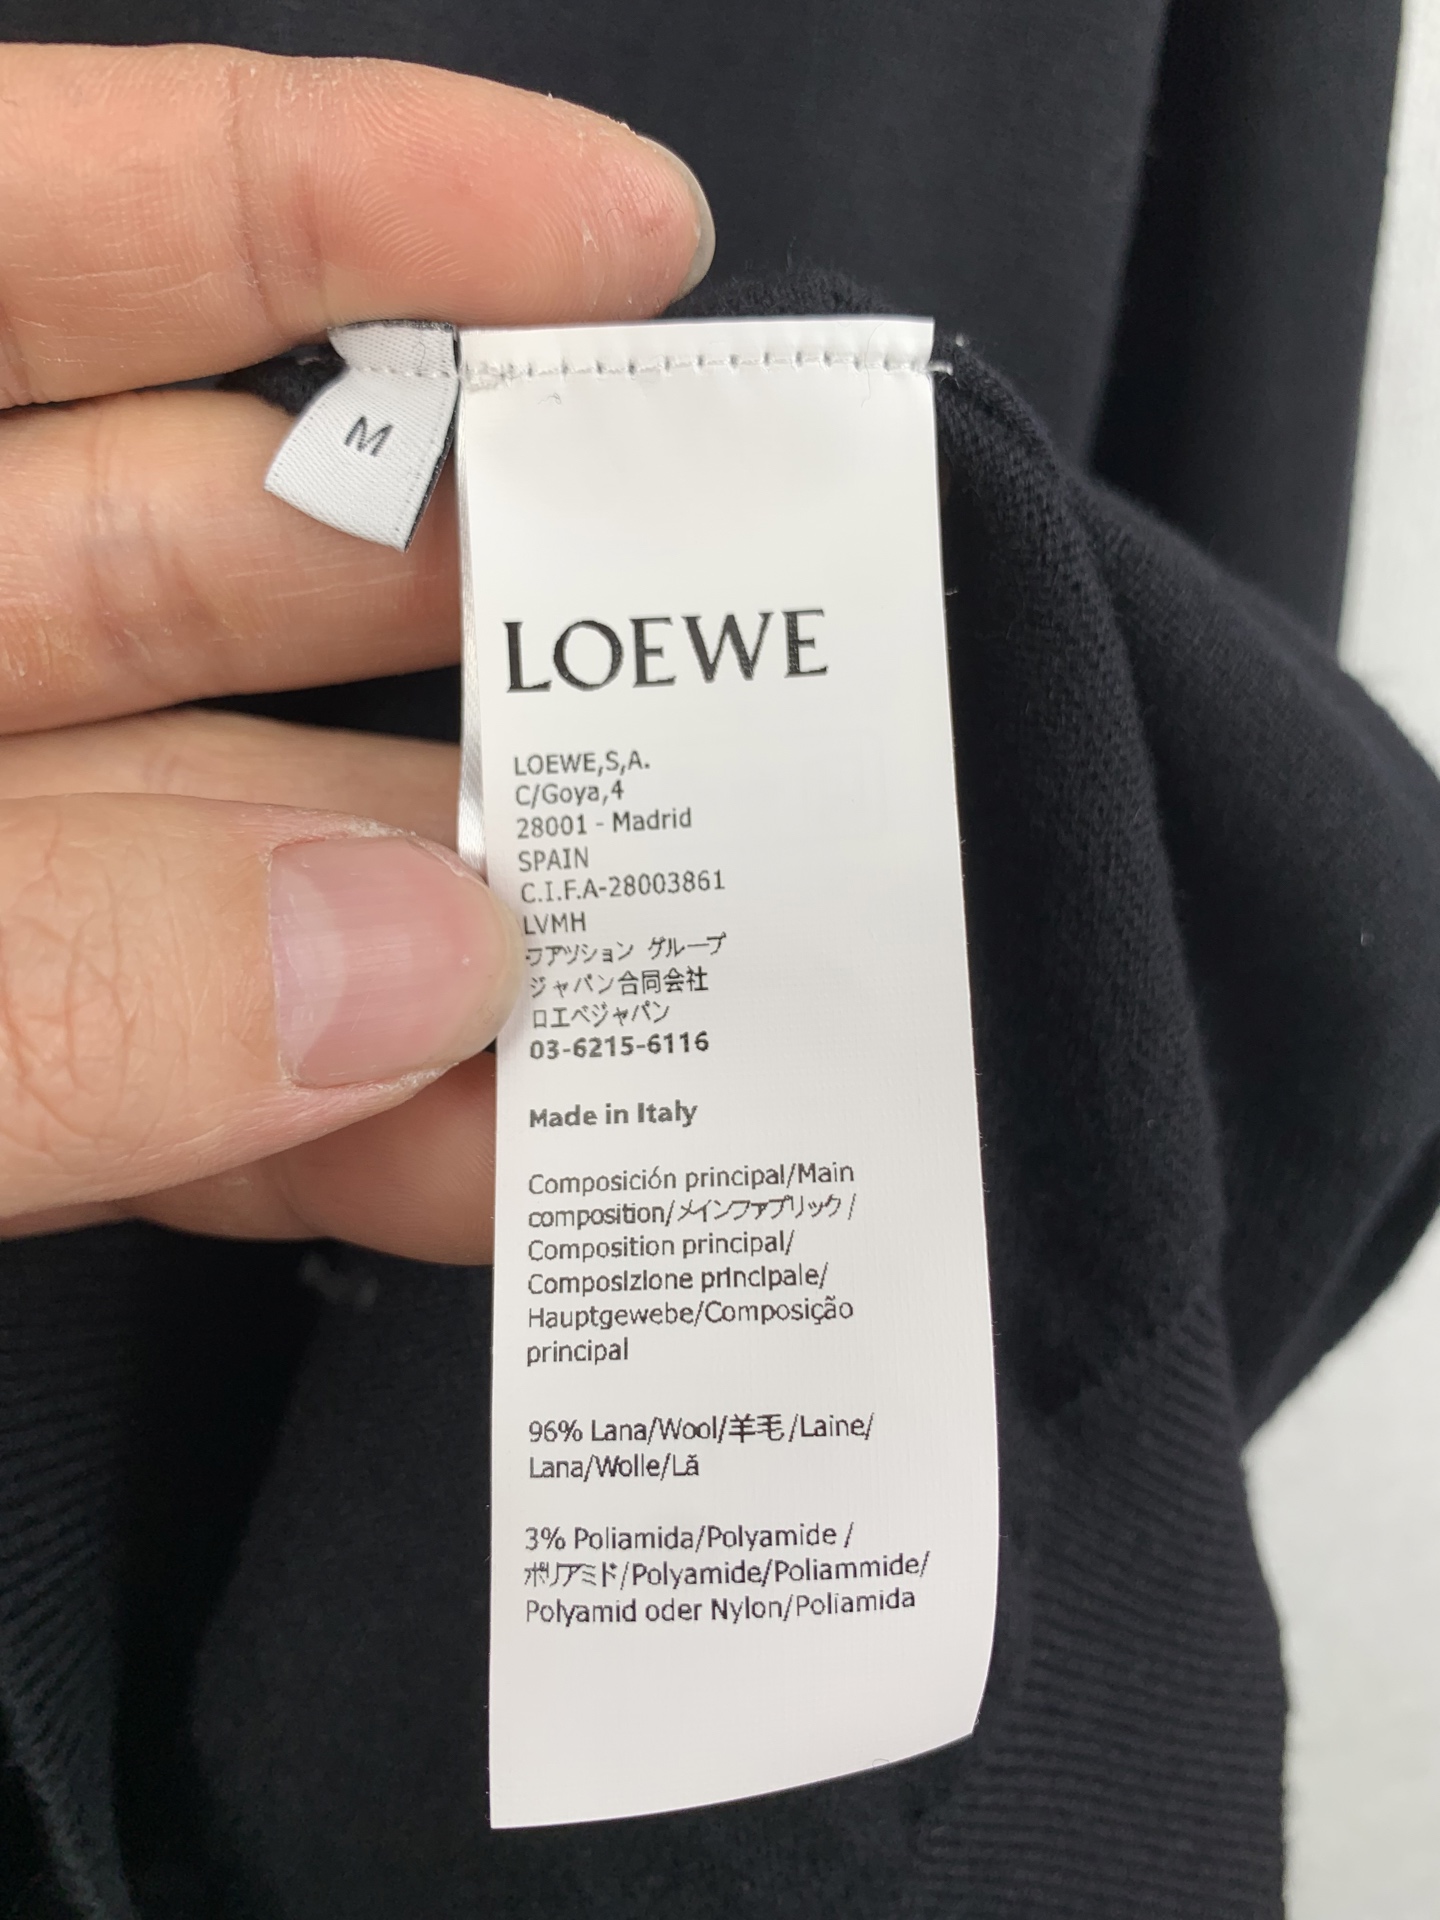 M
LOEWE
LOEWE,S,A.
C/Goya,4
28001 - Madrid
SPAIN
C.I.F.A-28003861
LVMH
ファツション グループ
ジャパン合同会社
ロエベジャパン
03-6215-6116
Made in Italy
Composición principal/Main
composition/メインファブリック/
Composition principal/
Composizione principale/
Hauptgewebe/Composição
principal
96% Lana/Wool/羊毛/Laine/
Lana/Wolle/Lă
3% Poliamida/Polyamide /
ポリアミド/Polyamide/Poliammide/
Polyamid oder Nylon/Poliamida